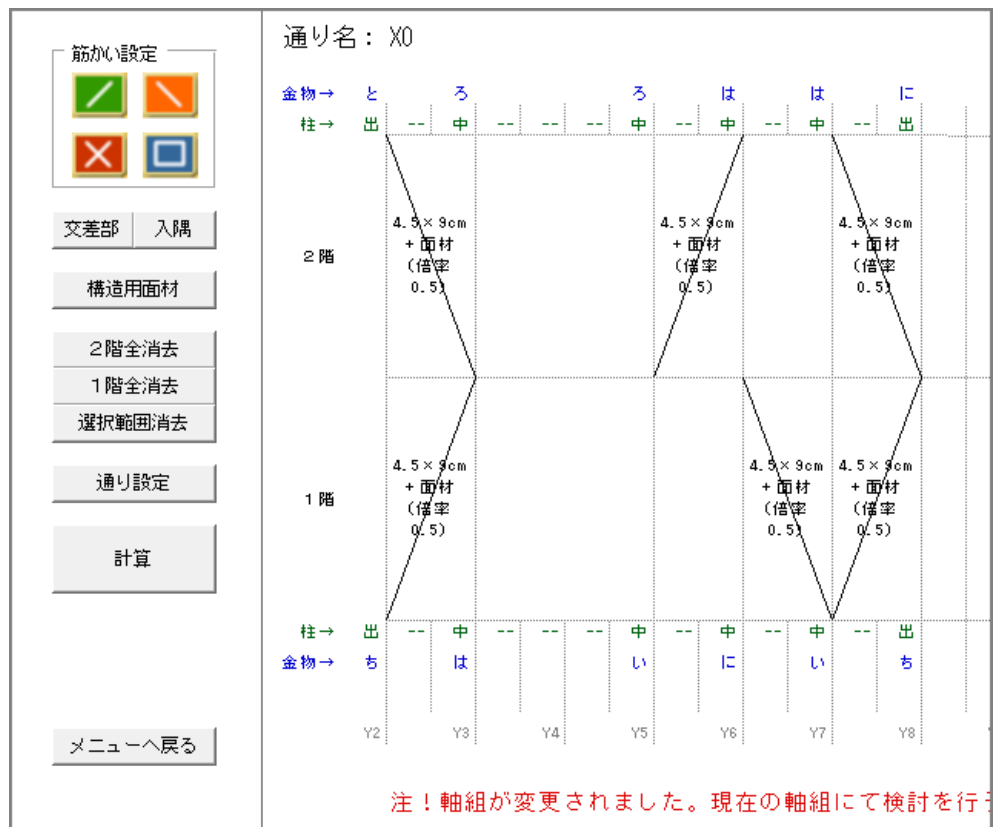 筋かい設定
交差部 入隅
構造用面材
2階全消去
1階全消去
選択範囲消去
通り設定
計算
メニューへ戻る
通り名: X0
金物→ と ろ ろ は は に
柱→ 出 -- 中 -- -- -- 中 -- 中 -- 中 -- 出
2階
4.5×9cm
+面材
(倍率
0.5)
4.5×9cm
+面材
(倍率
0.5)
4.5×9cm
+面材
(倍率
0.5)
1階
4.5×9cm
+面材
(倍率
0.5)
4.5×9cm
+面材
(倍率
0.5)
4.5×9cm
+面材
(倍率
0.5)
柱→ 出 -- 中 -- -- -- 中 -- 中 -- 中 -- 出
金物→ ち は い に い ち
Y2 Y3 Y4 Y5 Y6 Y7 Y8
注!軸組が変更されました。現在の軸組にて検討を行